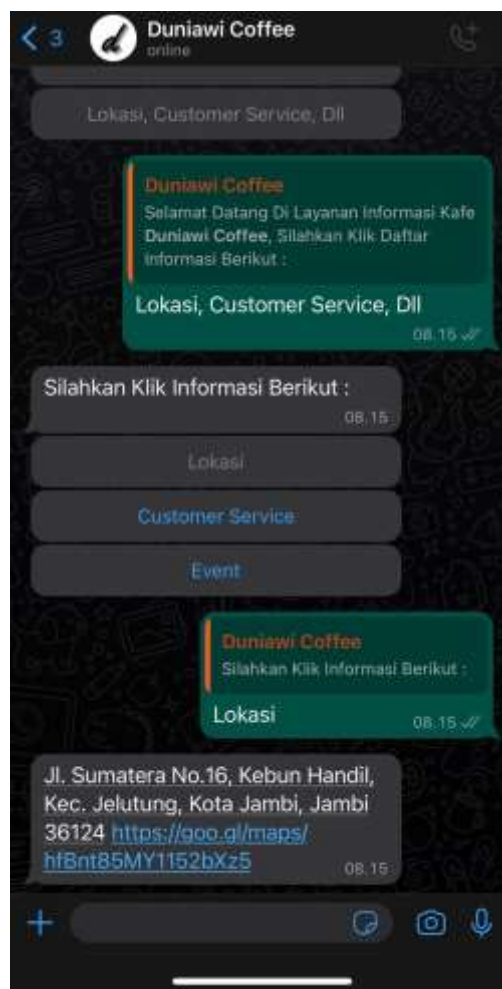 3
Duniawi Coffee
online
Lokasi, Customer Service, Dll
Duniawi Coffee
Selamat Datang Di Layanan Informasi Kafe
Duniawi Coffee, Silahkan Klik Daftar
Informasi Berikut :
Lokasi, Customer Service, Dll
08.15
Silahkan Klik Informasi Berikut :
08.15
Lokasi
Customer Service
Event
Duniawi Coffee
Silahkan Klik Informasi Berikut :
Lokasi
08.15
Jl. Sumatera No.16, Kebun Handil,
Kec. Jelutung, Kota Jambi, Jambi
36124 https://goo.gl/maps/
hfBnt85MY1152bXz5
08.15